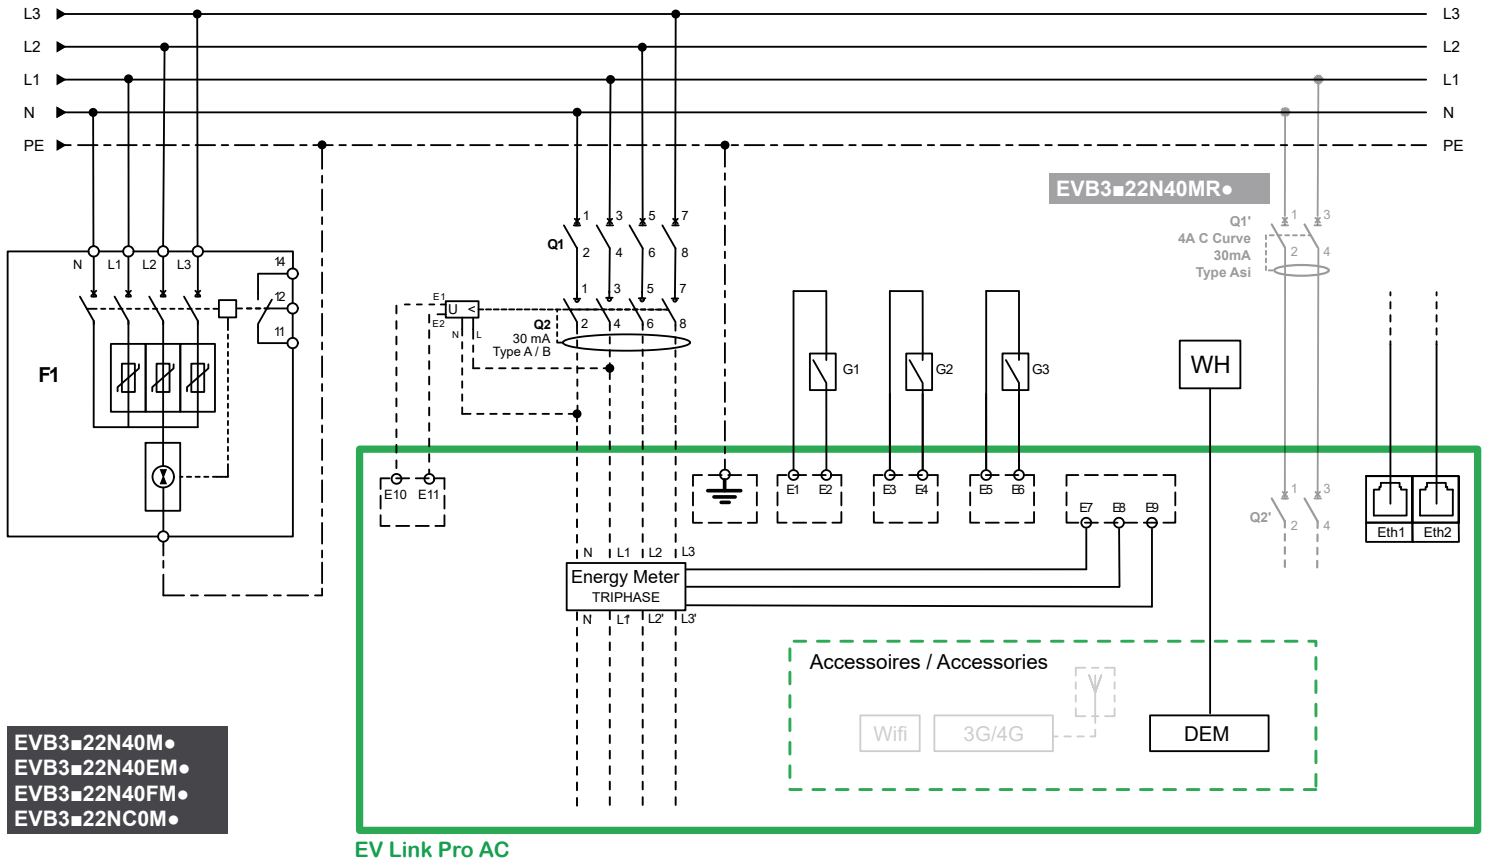 L3 L3
L2 L2
L1 L1
N N
PE PE
EVB3■22N40MR●
1 3 5 7
Q1
2 4 6 8
Q1' 1 3
4A C Curve
30mA 2 4
Type Asi
N L1 L2 L3 14
12
11
F1
E1
E2
U <
N L
1 3 5 7
Q2 2 4 6 8
30 mA
Type A / B
G1 G2 G3
WH
E10 E11
E1 E2 E3 E4 E5 E6
E7 E8 E9
1 3
Q2' 2 4
Eth1 Eth2
N L1 L2 L3
Energy Meter
TRIPHASE
N L1' L2' L3'
Accessoires / Accessories
Wifi 3G/4G DEM
EVB3■22N40M●
EVB3■22N40EM●
EVB3■22N40FM●
EVB3■22NC0M●
EV Link Pro AC